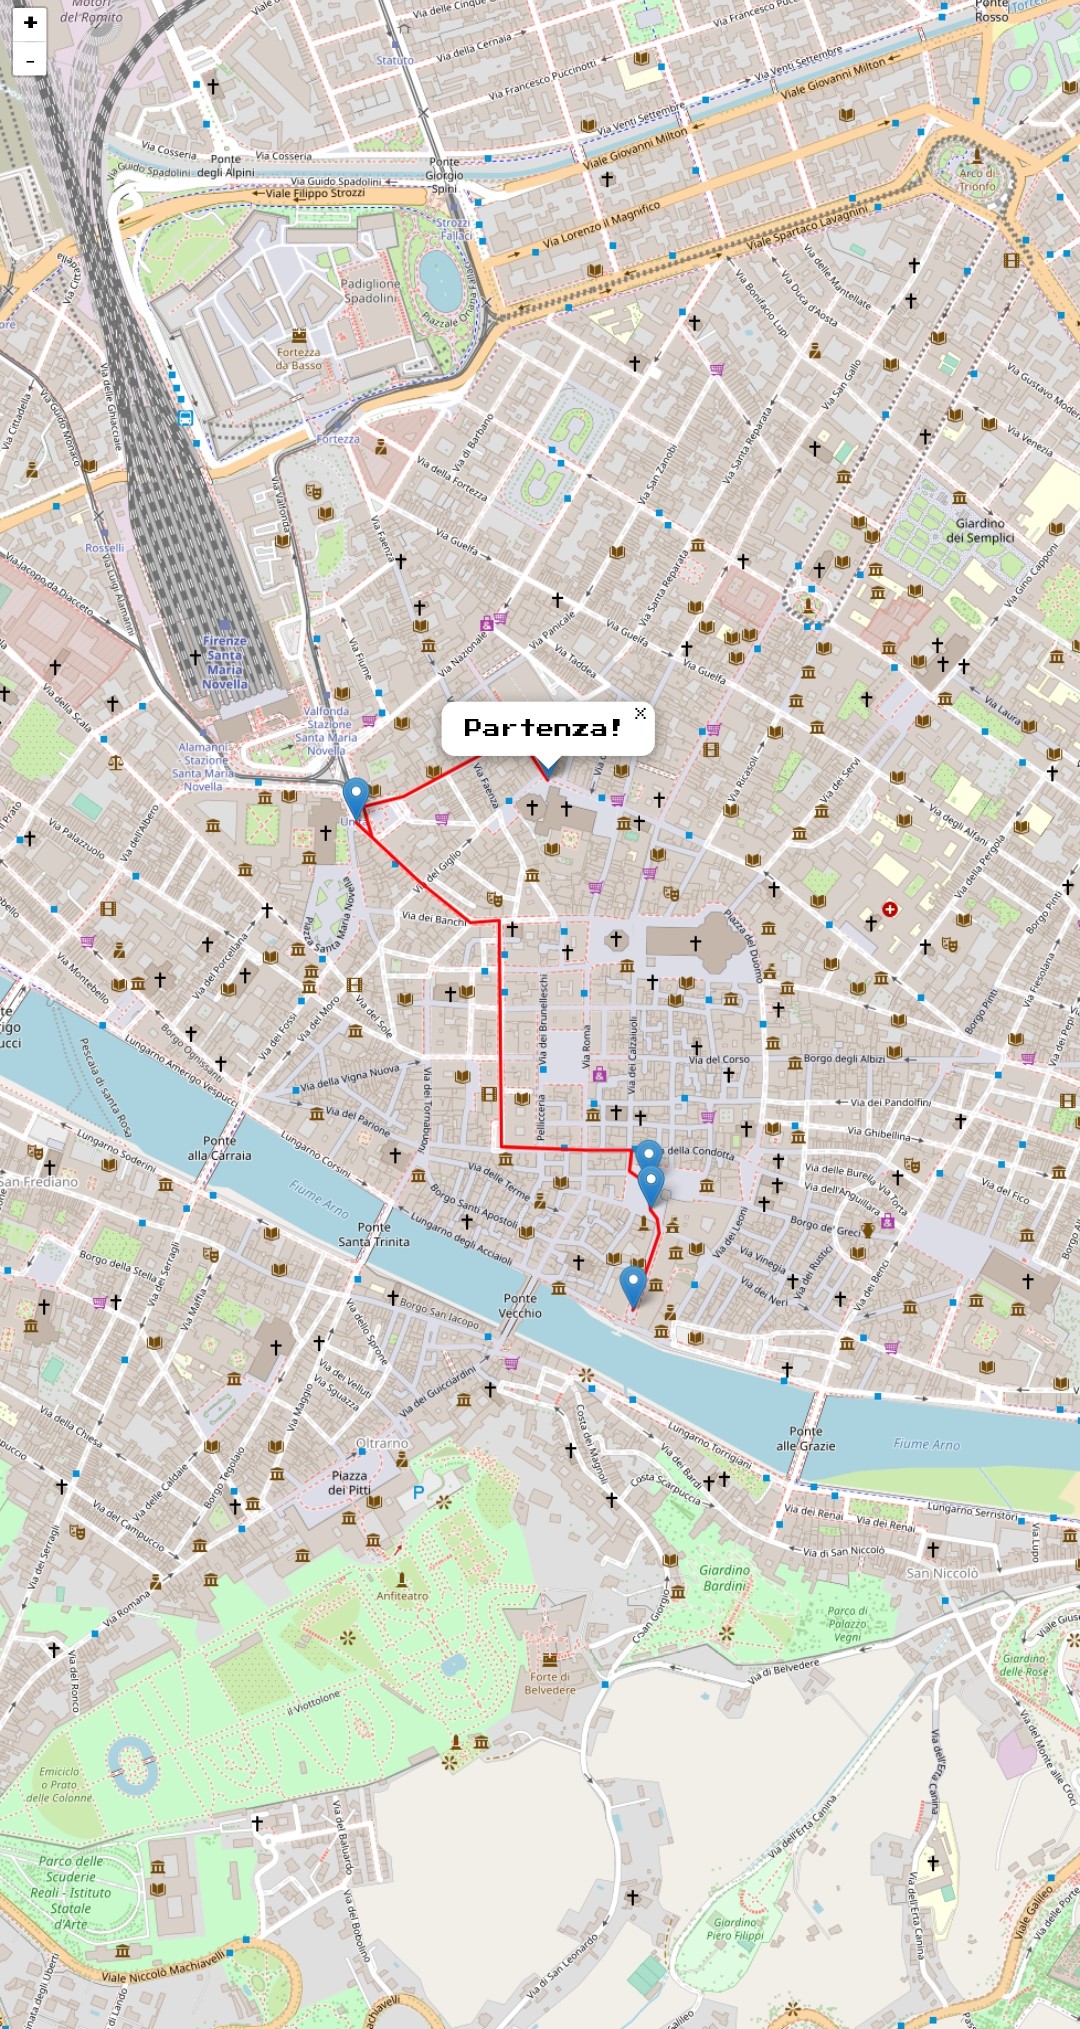 +
-
Motori
del Romito
Via delle Cinque
Via Francesco Pucc
Ponte
Rosso
Via della Cernaia
Statuto
Via Francesco Puccinotti
Via Venti Settembre
Viale Giovanni Milton
Via Venti Settembre
Viale Giovanni Milton
Via Cosseria
Ponte
degli Alpini
Via Cosseria
Via Guido Spadolini
Via Guido Spadolini
Ponte
Giorgio
Spini
Viale Filippo Strozzi
Arco di
Trionfo
Strozzi
Fallaci
Via Lorenzo il Magnifico
Viale Spartaco Lavagnini
Padiglione
Spadolini
Piazzale Oriana Fallaci
Via delle Mantellate
Via Duca d'Aosta
Via Bonifacio Lupi
Fortezza
da Basso
Via San Gallo
Via Gustavo Moder
Via delle Ghiacciaie
Via Cittadella
Via Guido Monaco
Via Venezia
Fortezza
Via di Barbano
Via Santa Reparata
Via San Zanobi
Via della Fortezza
Via Valfonda
Giardino
dei Semplici
Via Faenza
Via Guelfa
Rosselli
Via Luigi Alamanni
Via Jacopo da Diacceto
Via Santa Reparata
Via Gino Capponi
Via Panicale
Via Guelfa
Via Nazionale
Via Taddea
Via Guelfa
Firenze
Santa
Maria
Novella
Via Fiume
Via della Scala
Via Laura
Valfonda
Stazione
Santa Maria
Novella
Partenza!
×
Alamanni
Stazione
Santa Maria
Novella
Via Faenza
Via Ricasoli
Via dei Servi
Via degli Alfani
Via Palazzuolo
Via dell'Albero
Via del Giglio
Via della Pergola
Via dei Banchi
Piazza Santa Maria Novella
Piazza del Duomo
Borgo Pinti
Via del Porcellana
Via Montebello
Via Fiesolana
Borgo Pinti
Via dei Brunelleschi
Via del Moro
Via dei Fossi
Via del Sole
Borgo Ognissanti
Via Roma
Via dei Calzaiuoli
Via del Corso
Borgo degli Albizi
Via dei Pepi
Lungarno Amerigo Vespucci
Pescaia di santa Rosa
Via della Vigna Nuova
Via dei Tornabuoni
Via dei Pandolfini
Via del Parione
Pellicceria
Via Ghibellina
Ponte
alla Carraia
Lungarno Soderini
San Frediano
Lungarno Corsini
a della Condotta
Via delle Terme
Via delle Burella
Via Torta
Via dell'Anguillara
Via del Fico
Fiume Arno
Borgo Santi Apostoli
Ponte
Santa Trinita
Lungarno degli Acciaioli
Via dei Leoni
Borgo de' Greci
Via Vinegia
Via dei Rustici
Via dei Neri
Via dei Benci
Borgo della Stella
Via dei Serragli
Via Maffia
Ponte
Vecchio
Borgo San Iacopo
Via dello Sprone
Via dei Velluti
Via Sguazza
Via Maggio
Via dei Guicciardini
Via della Chiesa
Costa dei Magnoli
Lungarno Torrigiani
Via dei Bardi
Ponte
alle Grazie
Fiume Arno
Oltrarno
Via delle Caldaie
Borgo Tegolaio
Piazza
dei Pitti
P
Costa Scarpuccia
Via del Campuccio
Lungarno Serristori
Via dei Renai
Via dei Renai
Via Lupo
Via dei Serragli
Via di San Niccolò
San Niccolò
Giardino
Bardini
Anfiteatro
Via Romana
Parco di
Palazzo
Vegni
C.San Giorgio
Via Giuse
Giardino
delle Rose
Via del Ronco
Forte di
Belvedere
Via di Belvedere
il Viottolone
Via dell'Erta Canina
Via del Monte alle Croci
Emiciclo
o Prato
delle Colonne
Via dell'Erta Canina
Via del Baluardo
Parco delle
Scuderie
Reali - Istituto
Statale
d'Arte
Via dell'Erta Canina
Viale Galileo
Giardino
Piero Filippi
Via del Bobolino
Via di San Leonardo
Viale Niccolò Machiavelli
Via delle Porte
nata degli Uberti
di Lando
achiavelli
Galileo